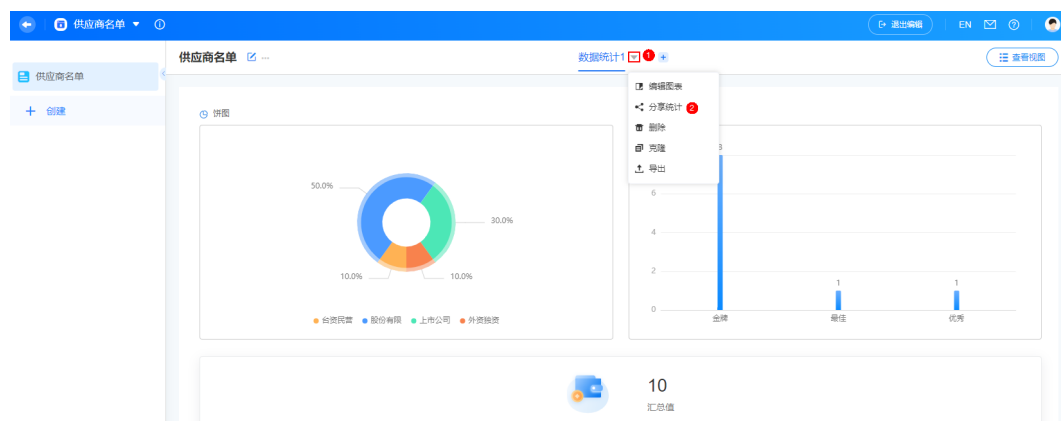 供应商名单
退出编辑
EN
供应商名单
创建
供应商名单
数据统计1
1
查看视图
编辑图表
分享统计 2
删除
克隆
导出
饼图
50.0%
30.0%
10.0%
10.0%
台资民营 股份有限 上市公司 外资独资
6
4
2
0
1
1
金牌 最佳 优秀
10
汇总值